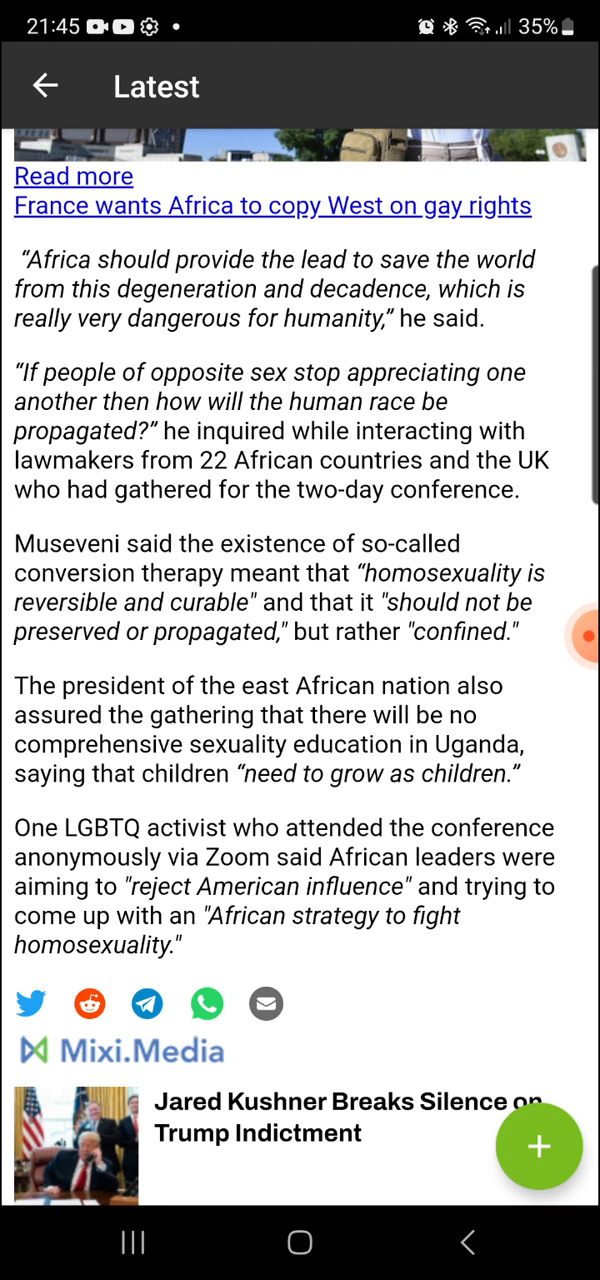 21:45
35%
Latest
Read more
France wants Africa to copy West on gay rights
“Africa should provide the lead to save the world
from this degeneration and decadence, which is
really very dangerous for humanity,” he said.
“If people of opposite sex stop appreciating one
another then how will the human race be
propagated?” he inquired while interacting with
lawmakers from 22 African countries and the UK
who had gathered for the two-day conference.
Museveni said the existence of so-called
conversion therapy meant that “homosexuality is
reversible and curable" and that it "should not be
preserved or propagated," but rather "confined."
The president of the east African nation also
assured the gathering that there will be no
comprehensive sexuality education in Uganda,
saying that children “need to grow as children.”
One LGBTQ activist who attended the conference
anonymously via Zoom said African leaders were
aiming to "reject American influence" and trying to
come up with an "African strategy to fight
homosexuality."
Mixi.Media
Jared Kushner Breaks Silence on
Trump Indictment